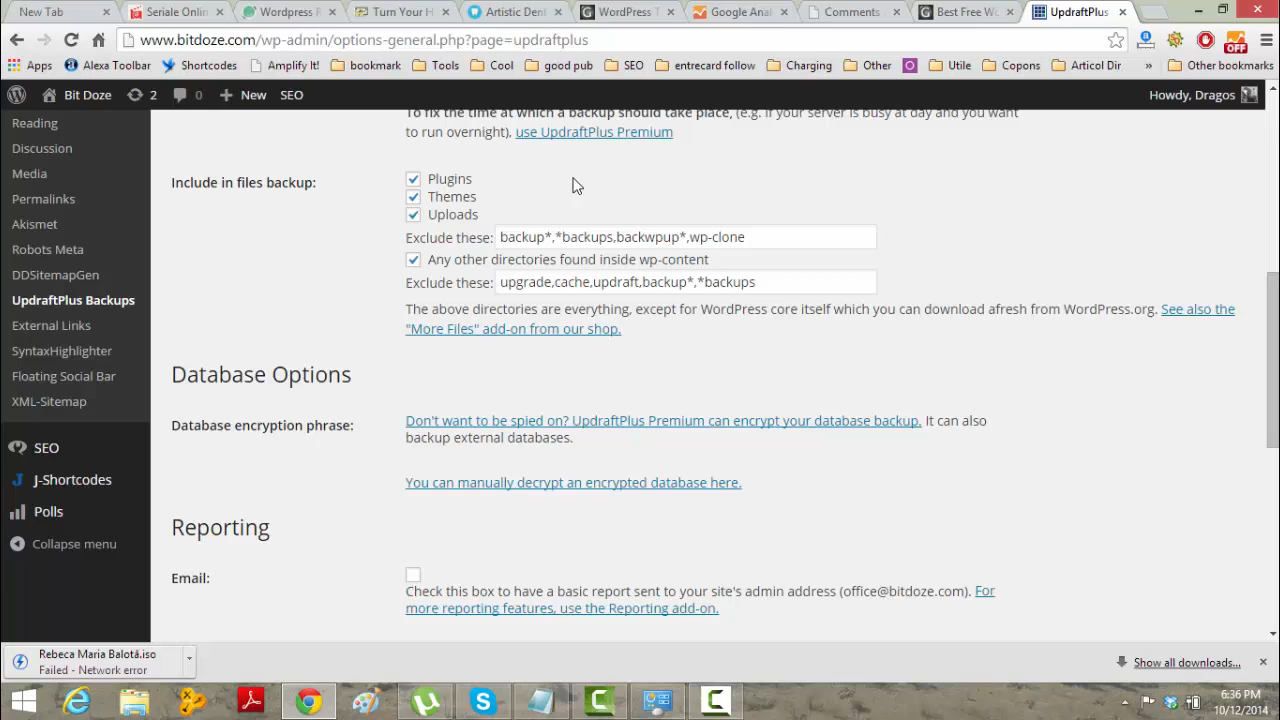 New Tab
Seriale Onlin
Wordpress R
Turn Your H
Artistic Den
WordPress T
Google Anal
Comments
Best Free Wo
UpdraftPlus
www.bitdoze.com/wp-admin/options-general.php?page=updraftplus
OFF
Apps
Alexa Toolbar
Shortcodes
Amplify It!
bookmark
Tools
Cool
good pub
SEO
entrecard follow
Charging
Other
Utile
Copons
Articol Dir
»
Other bookmarks
Bit Doze
2
0
New
SEO
Howdy, Dragos
Reading
Discussion
Media
Permalinks
Akismet
Robots Meta
DDSitemapGen
UpdraftPlus Backups
External Links
SyntaxHighlighter
Floating Social Bar
XML-Sitemap
SEO
J-Shortcodes
Polls
Collapse menu
To fix the time at which a backup should take place, (e.g. if your server is busy at day and you want
to run overnight), use UpdraftPlus Premium
Include in files backup:
Plugins
Themes
Uploads
Exclude these: backup*,*backups,backwpup*,wp-clone
Any other directories found inside wp-content
Exclude these: upgrade,cache,updraft,backup*,*backups
The above directories are everything, except for WordPress core itself which you can download afresh from WordPress.org. See also the
"More Files" add-on from our shop.
Database Options
Database encryption phrase:
Don't want to be spied on? UpdraftPlus Premium can encrypt your database backup. It can also
backup external databases.
You can manually decrypt an encrypted database here.
Reporting
Email:
Check this box to have a basic report sent to your site's admin address (office@bitdoze.com). For
more reporting features, use the Reporting add-on.
Rebeca Maria Balotă.iso
Failed - Network error
Show all downloads...
6:36 PM
10/12/2014